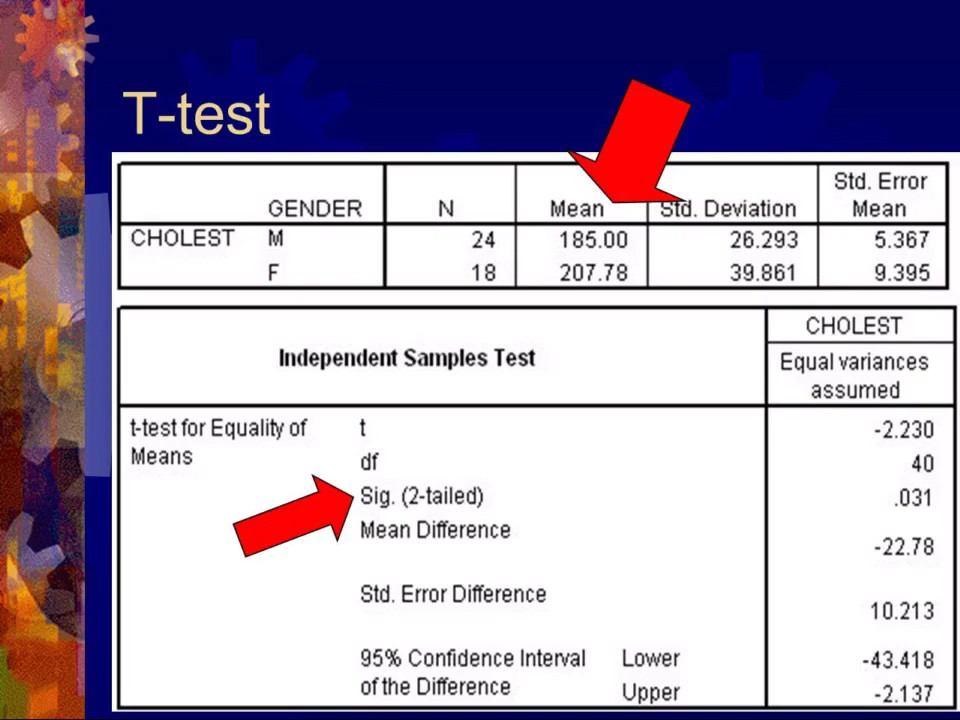 T-test
Std. Error
GENDER N Mean Std. Deviation Mean
CHOLEST M 24 185.00 26.293 5.367
F 18 207.78 39.861 9.395
CHOLEST
Independent Samples Test
Equal variances
assumed
t-test for Equality of t -2.230
Means
df 40
Sig. (2-tailed) .031
Mean Difference
-22.78
Std. Error Difference
10.213
95% Confidence Interval Lower -43.418
of the Difference Upper -2.137